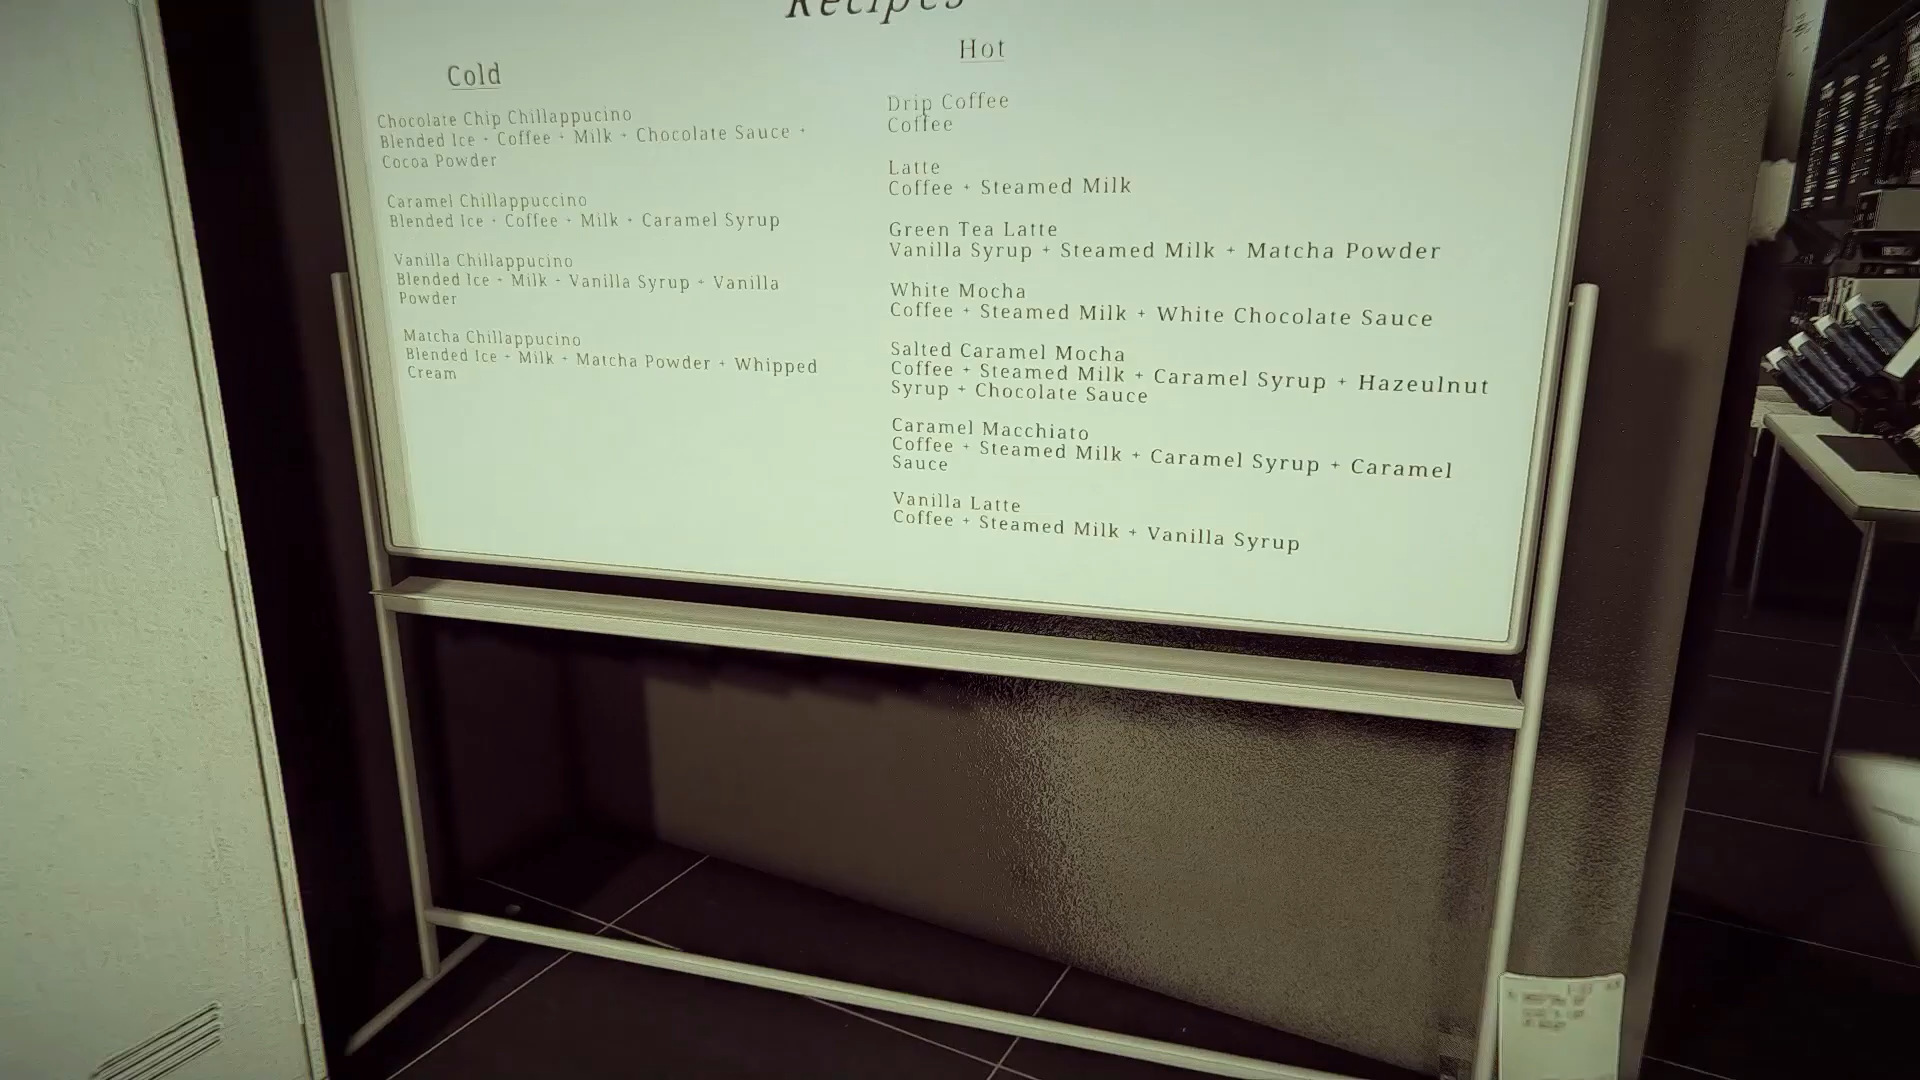 Recipes
Cold
Chocolate Chip Chillappucino
Blended Ice + Coffee + Milk + Chocolate Sauce +
Cocoa Powder
Caramel Chillappuccino
Blended Ice + Coffee + Milk + Caramel Syrup
Vanilla Chillappucino
Blended Ice + Milk + Vanilla Syrup + Vanilla
Powder
Matcha Chillappucino
Blended Ice + Milk + Matcha Powder + Whipped
Cream
Hot
Drip Coffee
Coffee
Latte
Coffee + Steamed Milk
Green Tea Latte
Vanilla Syrup + Steamed Milk + Matcha Powder
White Mocha
Coffee + Steamed Milk + White Chocolate Sauce
Salted Caramel Mocha
Coffee + Steamed Milk + Caramel Syrup + Hazeulnut
Syrup + Chocolate Sauce
Caramel Macchiato
Coffee + Steamed Milk + Caramel Syrup + Caramel
Sauce
Vanilla Latte
Coffee + Steamed Milk + Vanilla Syrup